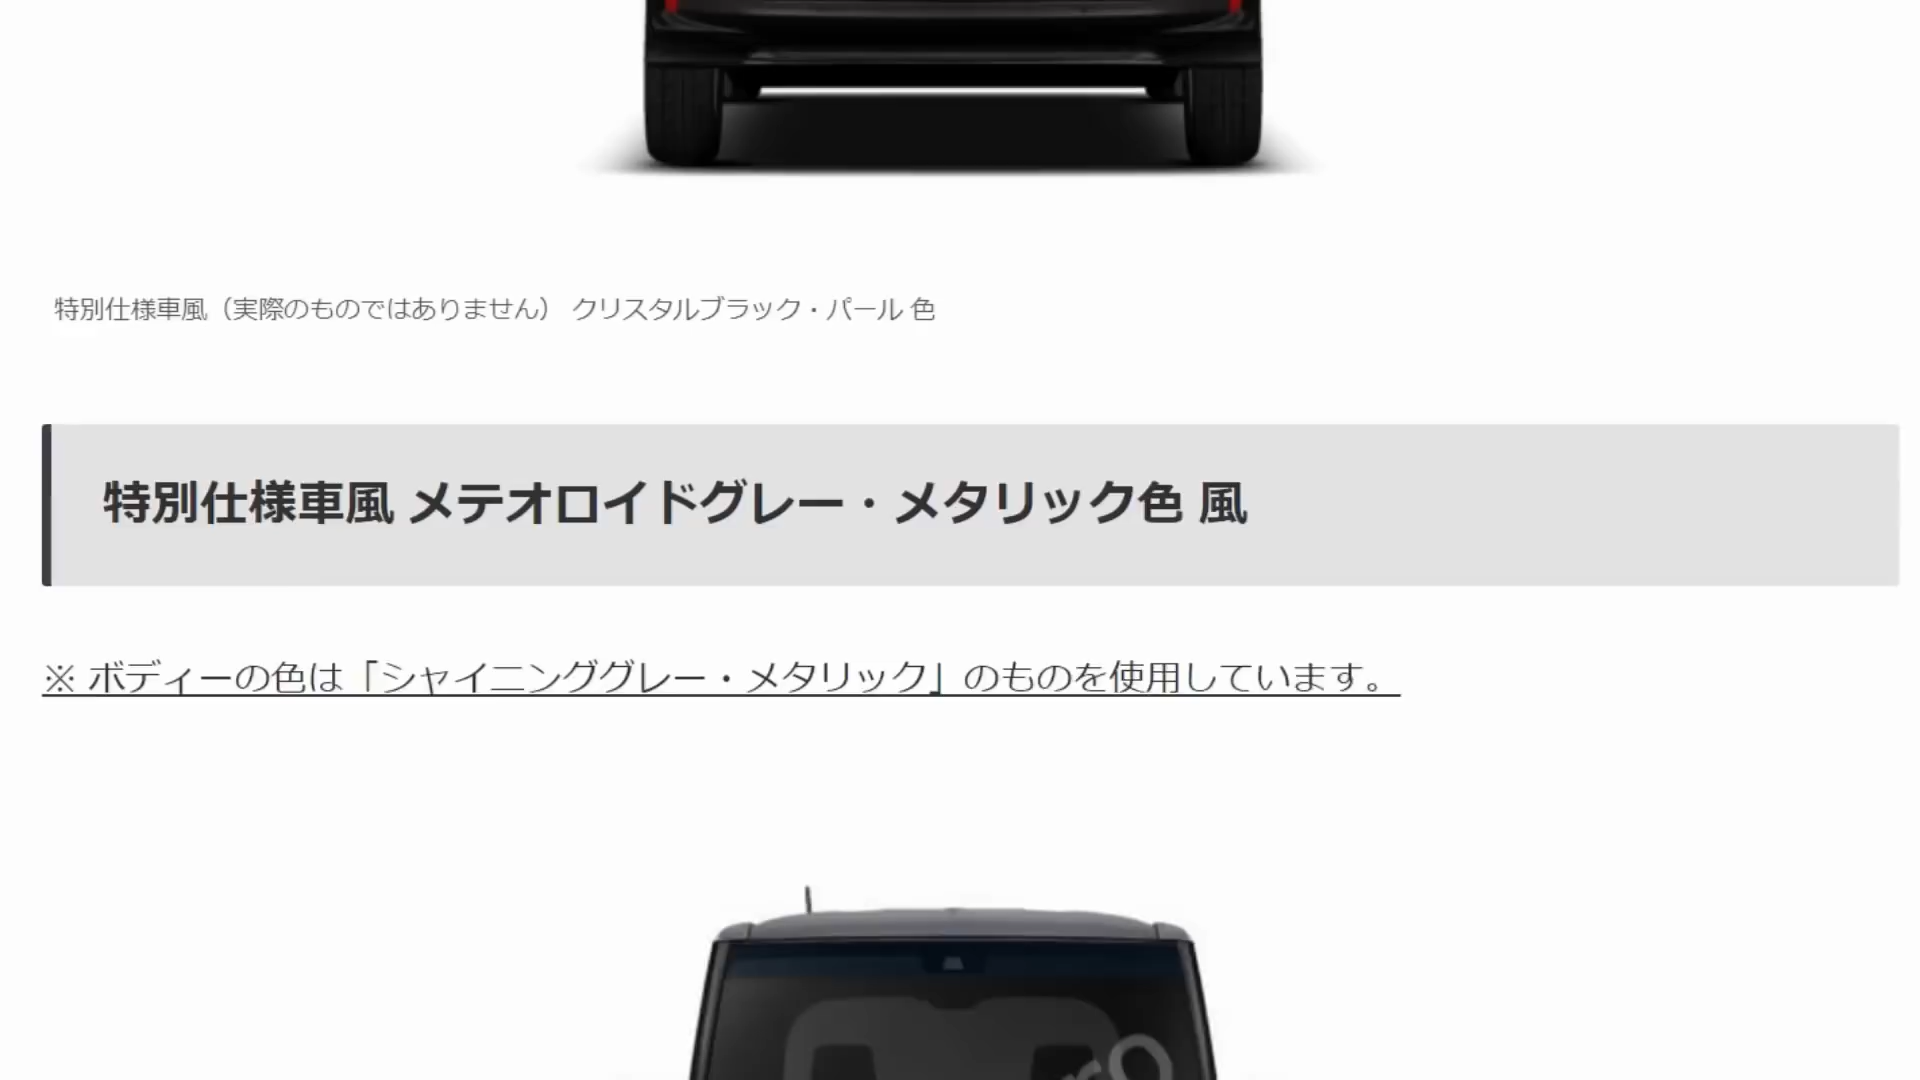 特別仕様車風（実際のものではありません） クリスタルブラック・パール 色
特別仕様車風 メテオロイドグレー・メタリック色 風
※ ボディーの色は「シャイニンググレー・メタリック」のものを使用しています。
ro